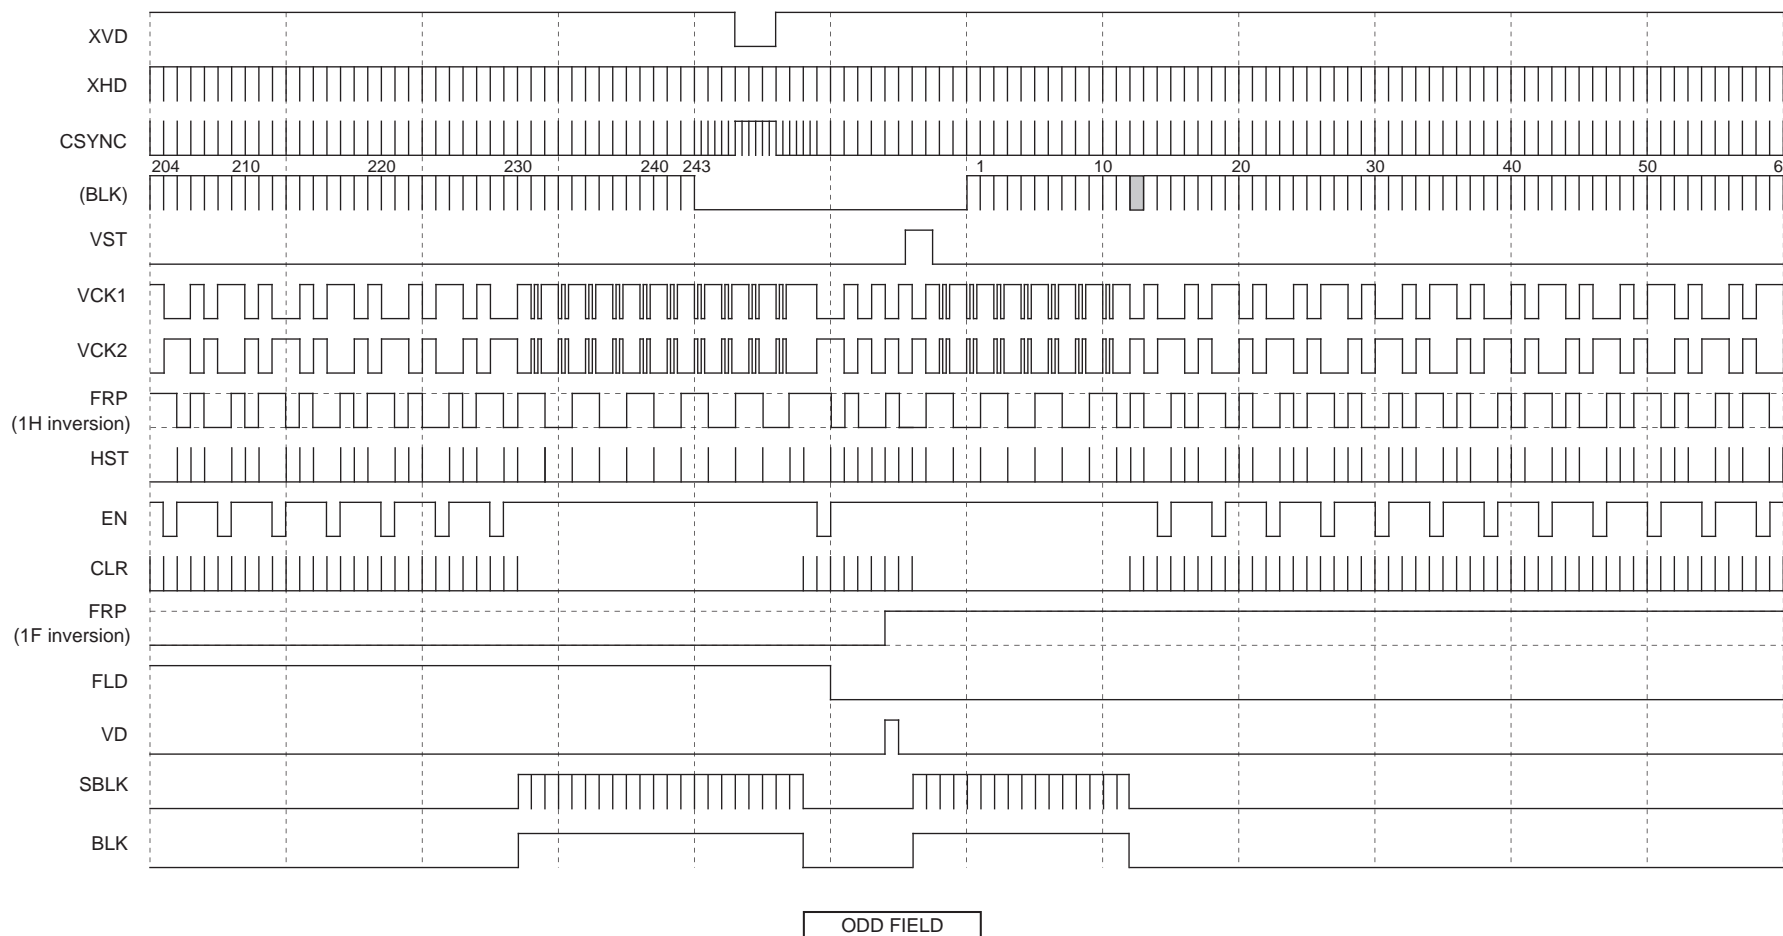 XVD
XHD
CSYNC
204 210 220 230 240 243 1 10 20 30 40 50 6
(BLK)
VST
VCK1
VCK2
FRP
(1H inversion)
HST
EN
CLR
FRP
(1F inversion)
FLD
VD
SBLK
BLK
ODD FIELD